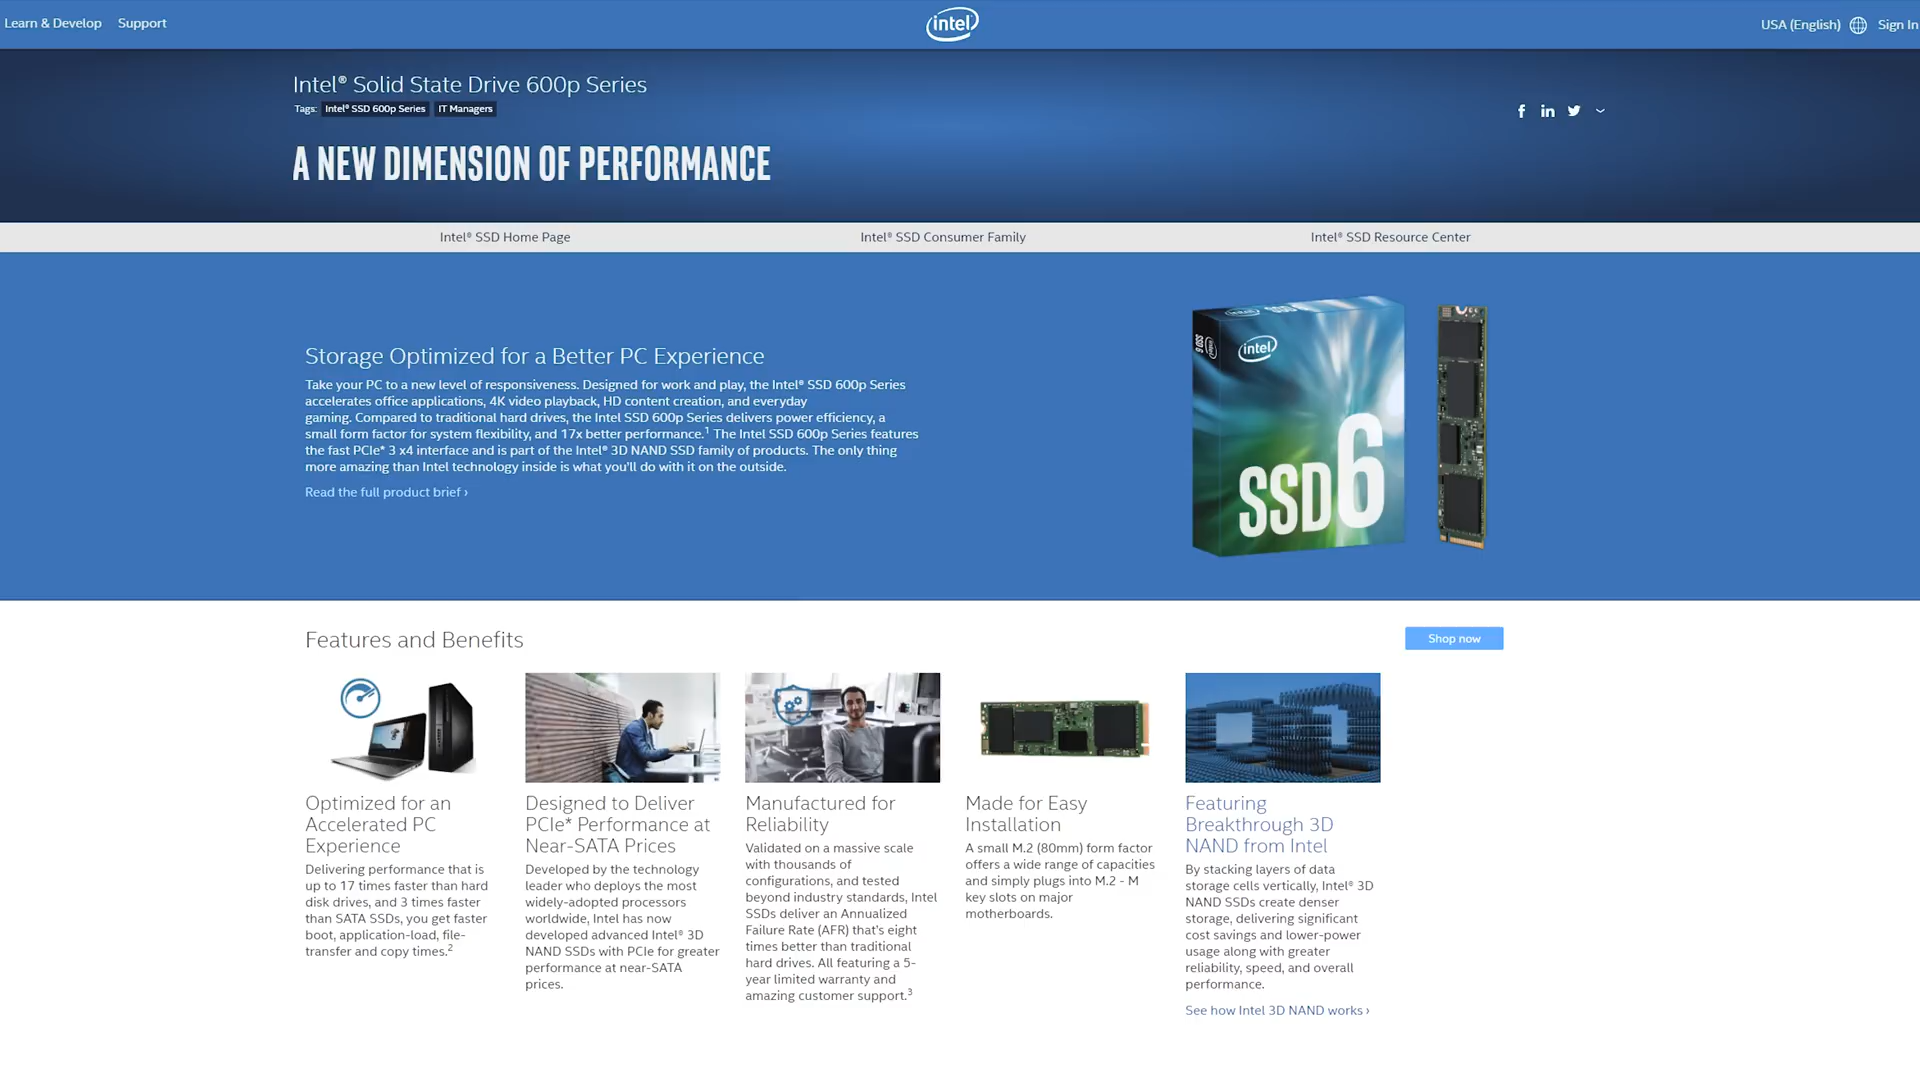 Learn & Develop Support intel USA (English) Sign In
Intel® Solid State Drive 600p Series
Tags: Intel® SSD 600p Series IT Managers
A NEW DIMENSION OF PERFORMANCE
Intel® SSD Home Page Intel® SSD Consumer Family Intel® SSD Resource Center
Storage Optimized for a Better PC Experience
Take your PC to a new level of responsiveness. Designed for work and play, the Intel® SSD 600p Series
accelerates office applications, 4K video playback, HD content creation, and everyday
gaming. Compared to traditional hard drives, the Intel SSD 600p Series delivers power efficiency, a
small form factor for system flexibility, and 17x better performance.1 The Intel SSD 600p Series features
the fast PCIe* 3 x4 interface and is part of the Intel® 3D NAND SSD family of products. The only thing
more amazing than Intel technology inside is what you'll do with it on the outside.
Read the full product brief ›
intel
SSD 6
intel
SSD6
Features and Benefits
Shop now
Optimized for an
Accelerated PC
Experience
Delivering performance that is
up to 17 times faster than hard
disk drives, and 3 times faster
than SATA SSDs, you get faster
boot, application-load, file-
transfer and copy times.2
Designed to Deliver
PCIe* Performance at
Near-SATA Prices
Developed by the technology
leader who deploys the most
widely-adopted processors
worldwide, Intel has now
developed advanced Intel® 3D
NAND SSDs with PCIe for greater
performance at near-SATA
prices.
Manufactured for
Reliability
Validated on a massive scale
with thousands of
configurations, and tested
beyond industry standards, Intel
SSDs deliver an Annualized
Failure Rate (AFR) that's eight
times better than traditional
hard drives. All featuring a 5-
year limited warranty and
amazing customer support.3
Made for Easy
Installation
A small M.2 (80mm) form factor
offers a wide range of capacities
and simply plugs into M.2 - M
key slots on major
motherboards.
Featuring
Breakthrough 3D
NAND from Intel
By stacking layers of data
storage cells vertically, Intel® 3D
NAND SSDs create denser
storage, delivering significant
cost savings and lower-power
usage along with greater
reliability, speed, and overall
performance.
See how Intel 3D NAND works ›